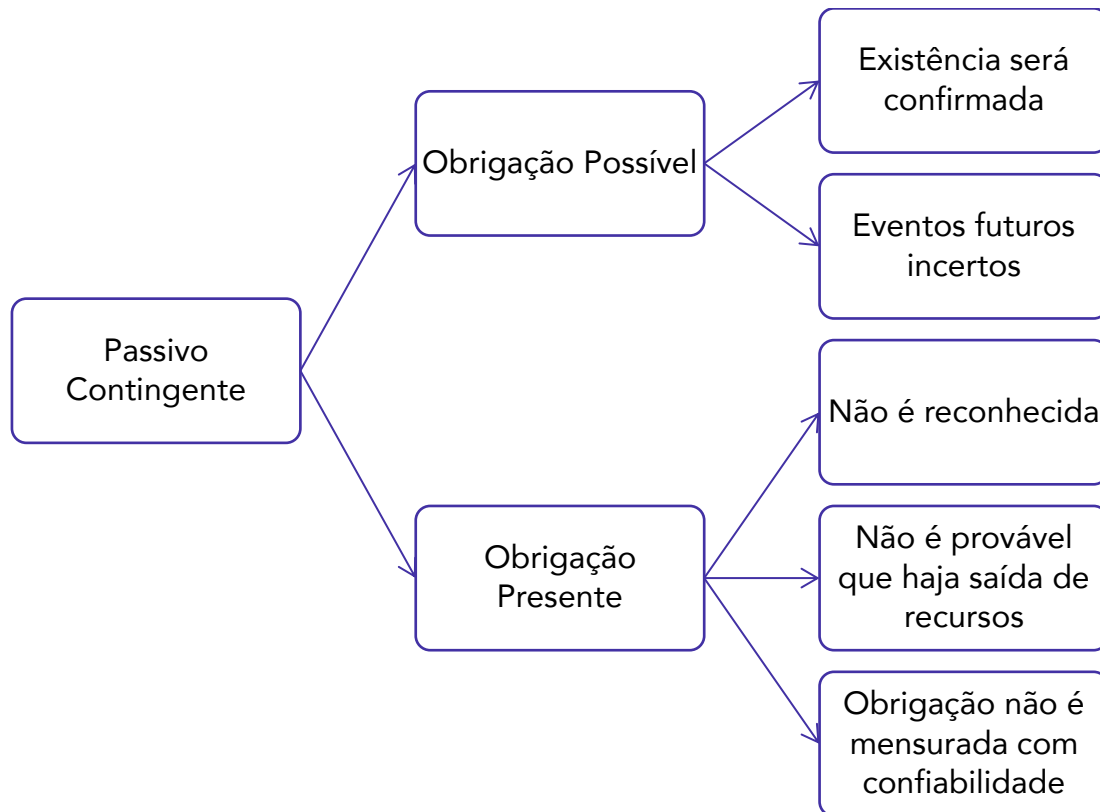 Passivo
Contingente
Obrigação Possível
Existência será
confirmada
Eventos futuros
incertos
Obrigação
Presente
Não é reconhecida
Não é provável
que haja saída de
recursos
Obrigação não é
mensurada com
confiabilidade